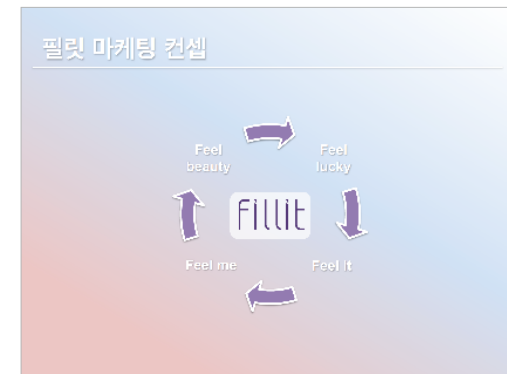 필릿 마케팅 컨셉
Feel
beauty
Feel
lucky
fillit
Feel me
Feel it